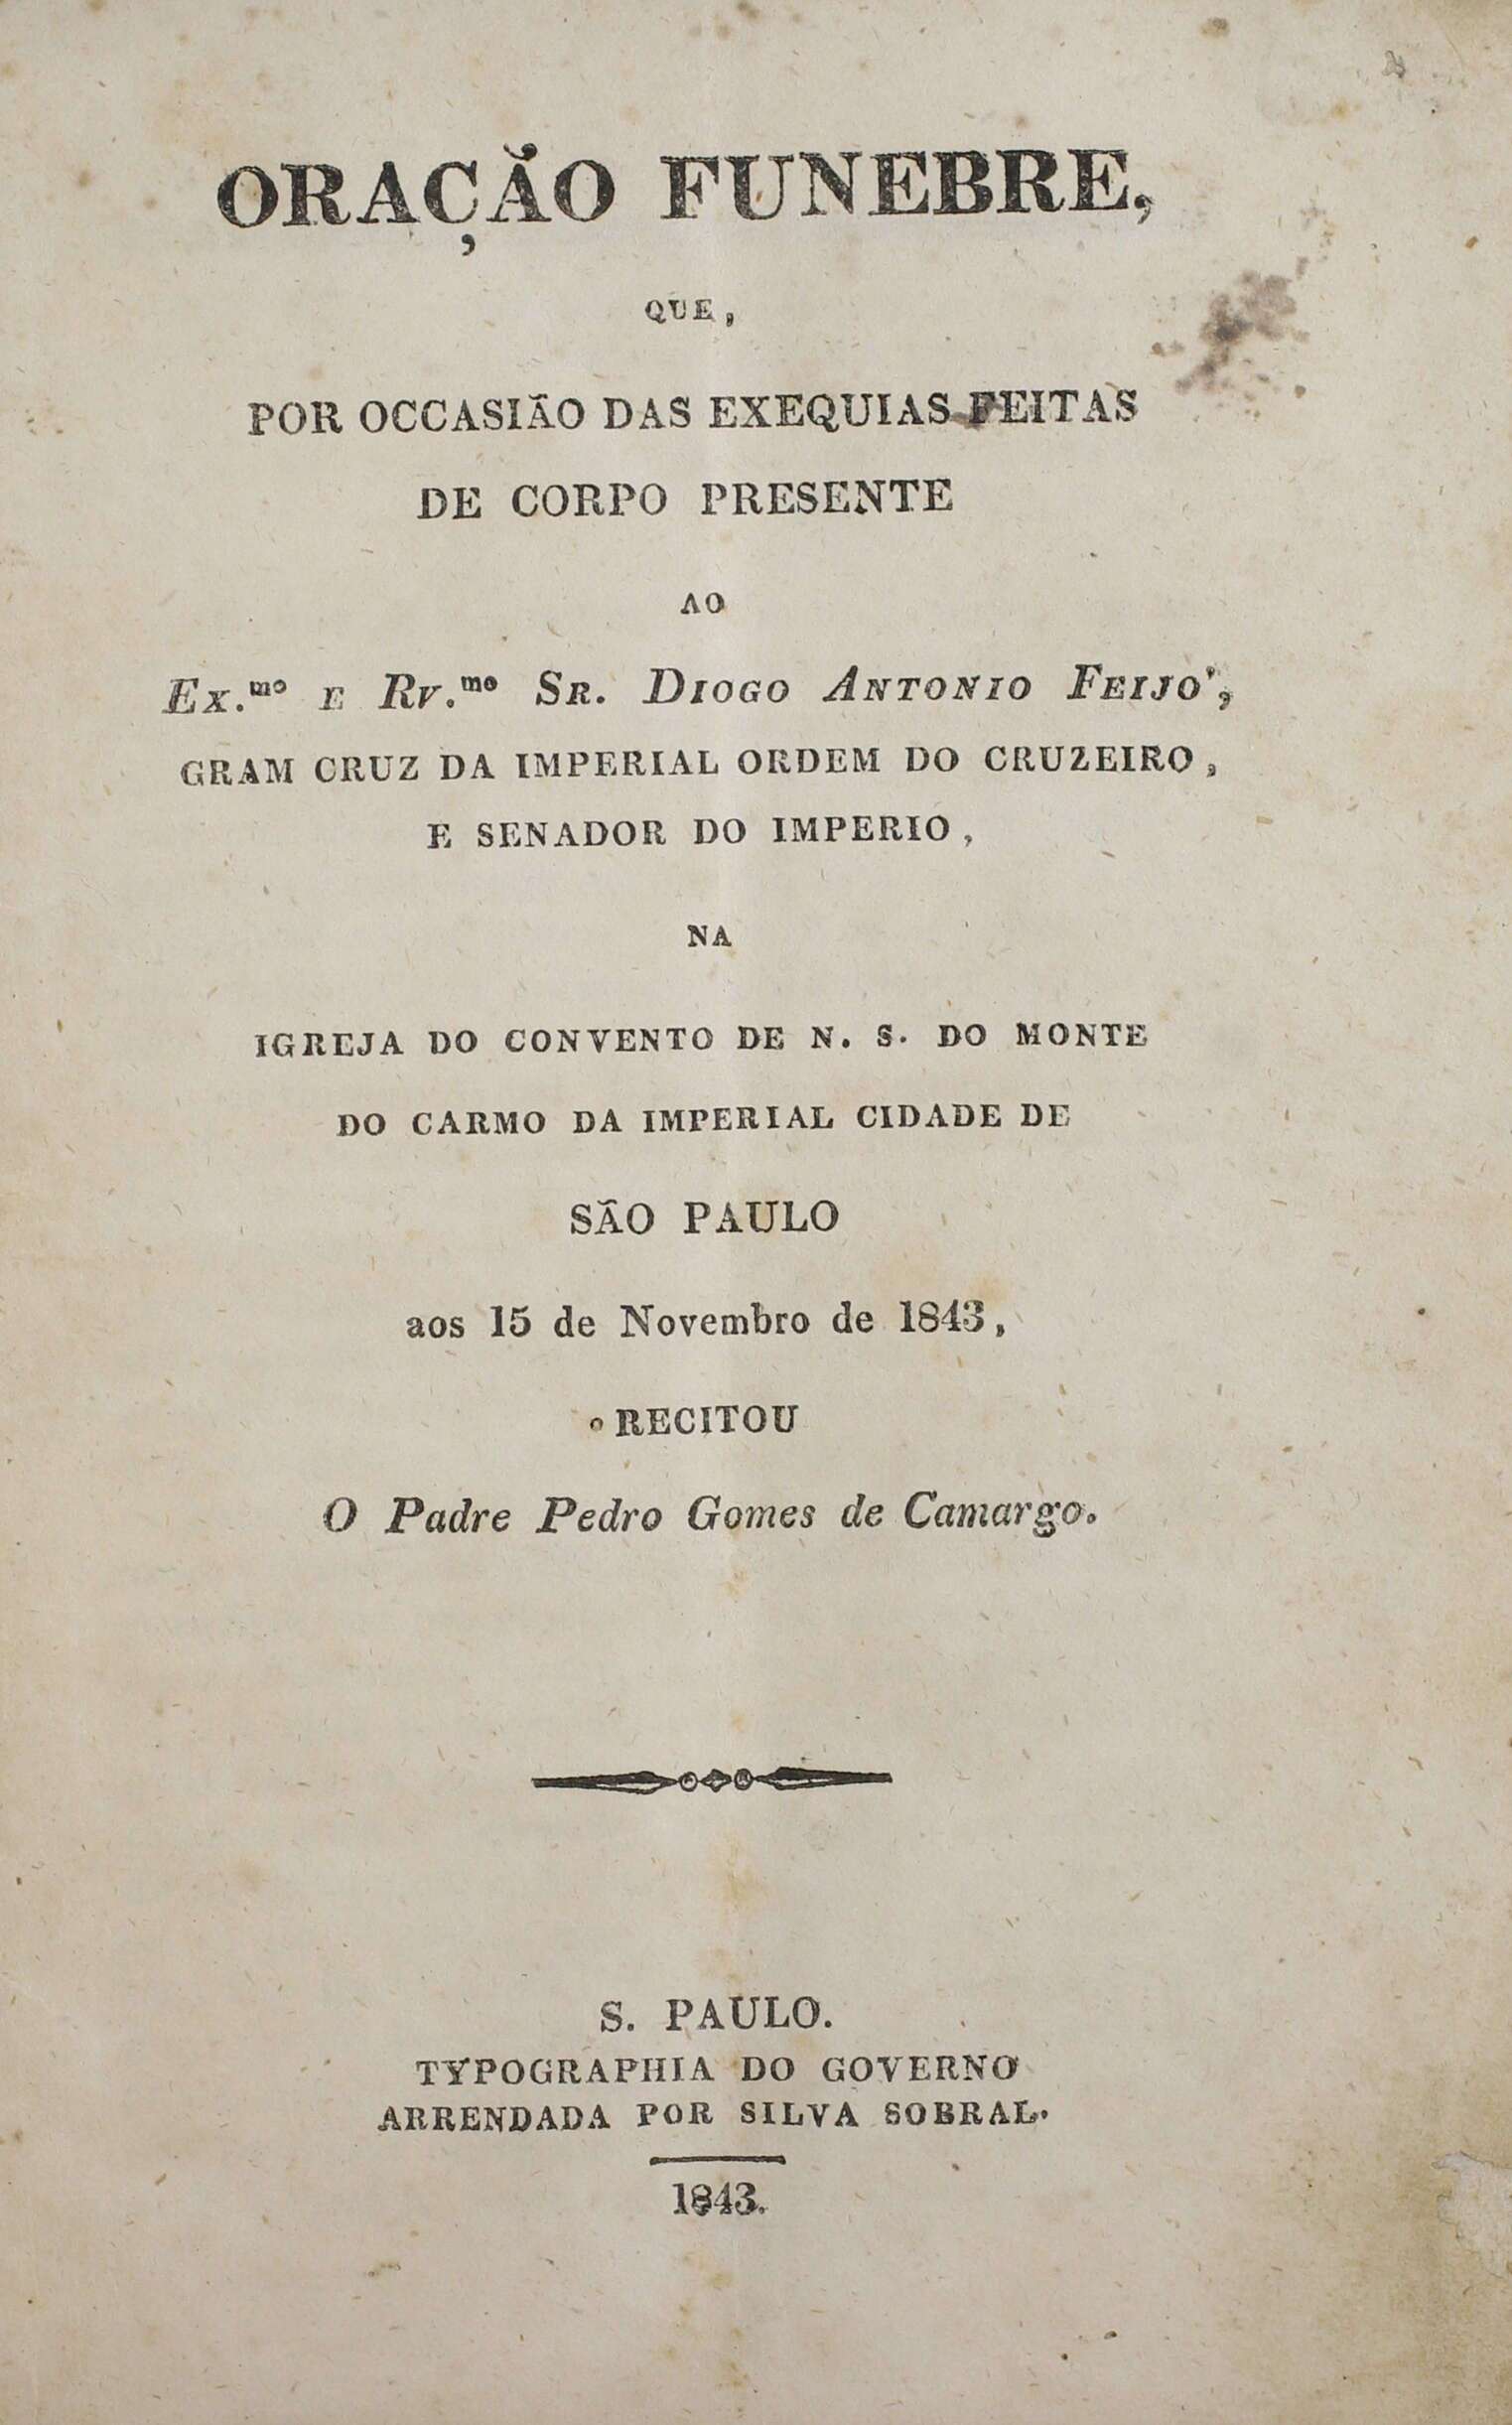 ORAÇÃO FUNEBRE,
QUE,
POR OCCASIÃO DAS EXEQUIAS FEITAS
DE CORPO PRESENTE
AO
Ex.mo E Rv.mo Sr. Diogo Antonio Feijo',
GRAM CRUZ DA IMPERIAL ORDEM DO CRUZEIRO,
E SENADOR DO IMPERIO,
NA
IGREJA DO CONVENTO DE N. S. DO MONTE
DO CARMO DA IMPERIAL CIDADE DE
SÃO PAULO
aos 15 de Novembro de 1843,
RECITOU
O Padre Pedro Gomes de Camargo.
S. PAULO.
TYPOGRAPHIA DO GOVERNO
ARRENDADA POR SILVA SOBRAL.
1843.